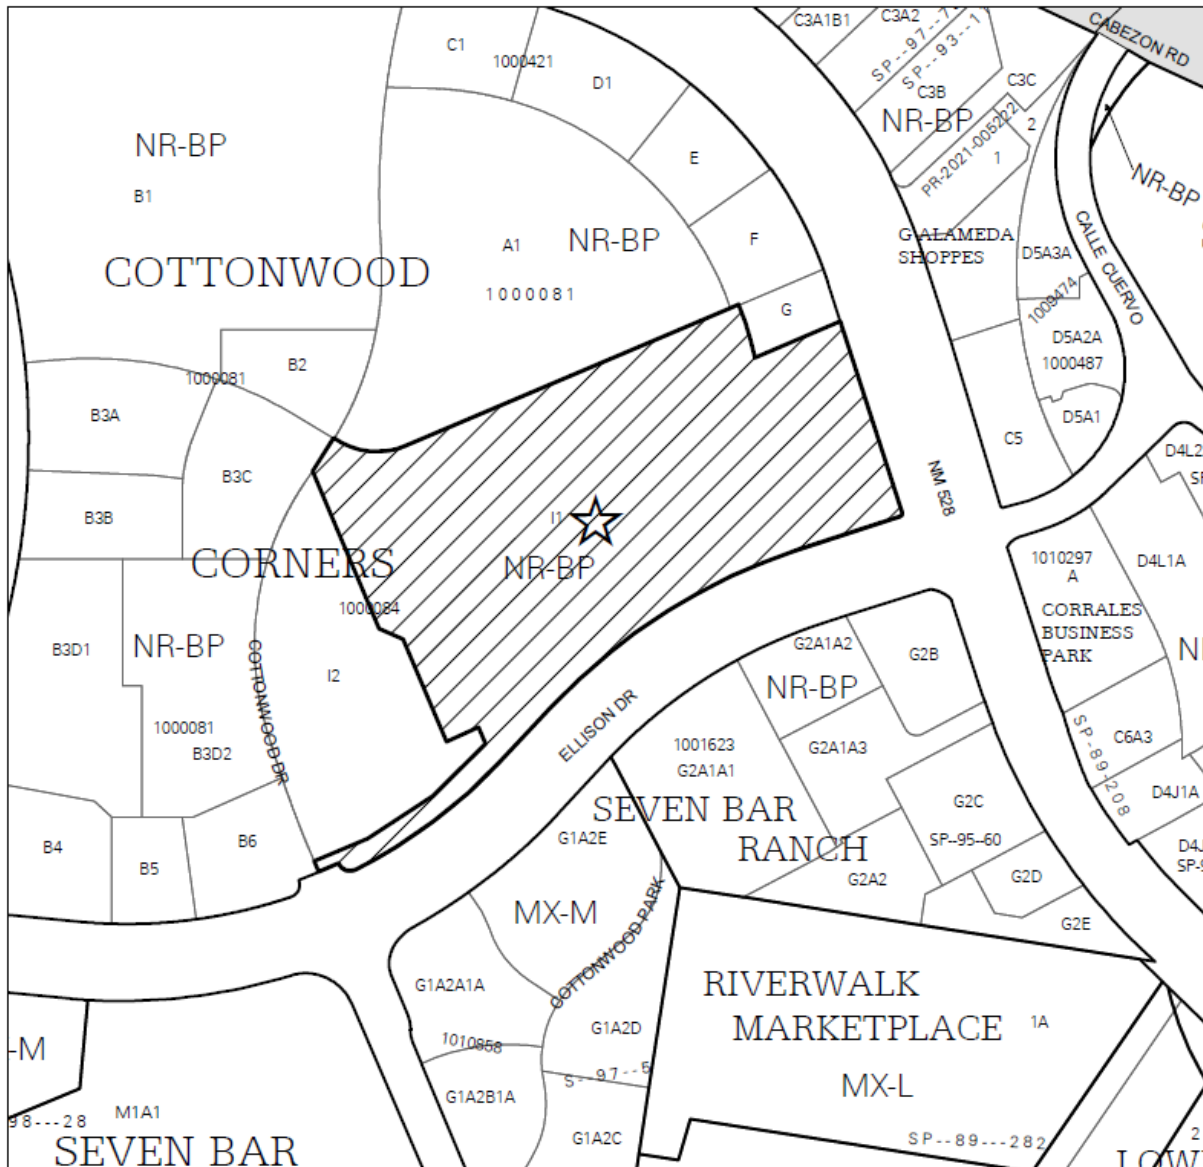 C1
1000421
D1
C3A1B1
C3A2
SP--97--7
SP--93--1
CABEZON RD
C3B
C3C
NR-BP
2
NR-BP
PR-2021-005222
1
E
NR-BP
B1
F
A1
NR-BP
G ALAMEDA
SHOPPES
CALLE CUERVO
D5A3A
COTTONWOOD
1000081
1009474
G
D5A2A
1000487
B2
1000081
B3A
D5A1
C5
D4L2
B3C
NM 528
B3B
I1
NR-BP
CORNERS
1010297
A
D4L1A
1000084
CORRALES
BUSINESS
PARK
B3D1
NR-BP
COTTONWOOD DR
I2
G2A1A2
G2B
NR-BP
ELLISON DR
1000081
B3D2
1001623
G2A1A1
G2A1A3
C6A3
SP-89-208
SEVEN BAR
RANCH
G2C
SP--95--60
D4J1A
B4
B5
B6
G1A2E
G2A2
G2D
MX-M
COTTONWOOD PARK
G2E
G1A2A1A
RIVERWALK
MARKETPLACE
1A
G1A2D
1010858
-M
S--97--5
MX-L
G1A2B1A
M1A1
98---28
G1A2C
SP--89---282
2
SEVEN BAR